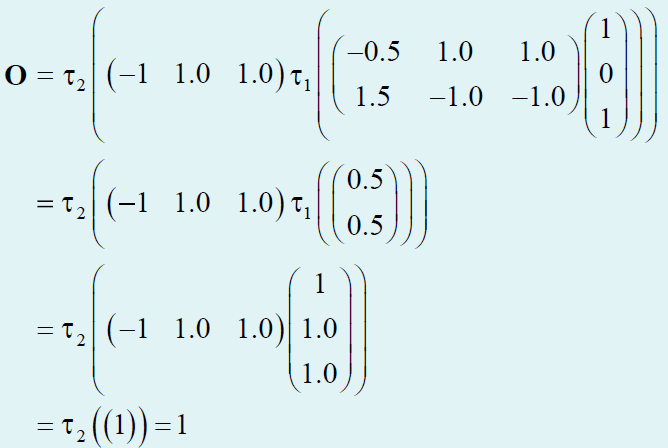 O = τ₂((−1 1.0 1.0) τ₁((−0.5 1.0 1.0; 1.5 −1.0 −1.0)(1; 0; 1)))
= τ₂((−1 1.0 1.0) τ₁((0.5; 0.5)))
= τ₂((−1 1.0 1.0)(1; 1.0; 1.0))
= τ₂((1)) = 1